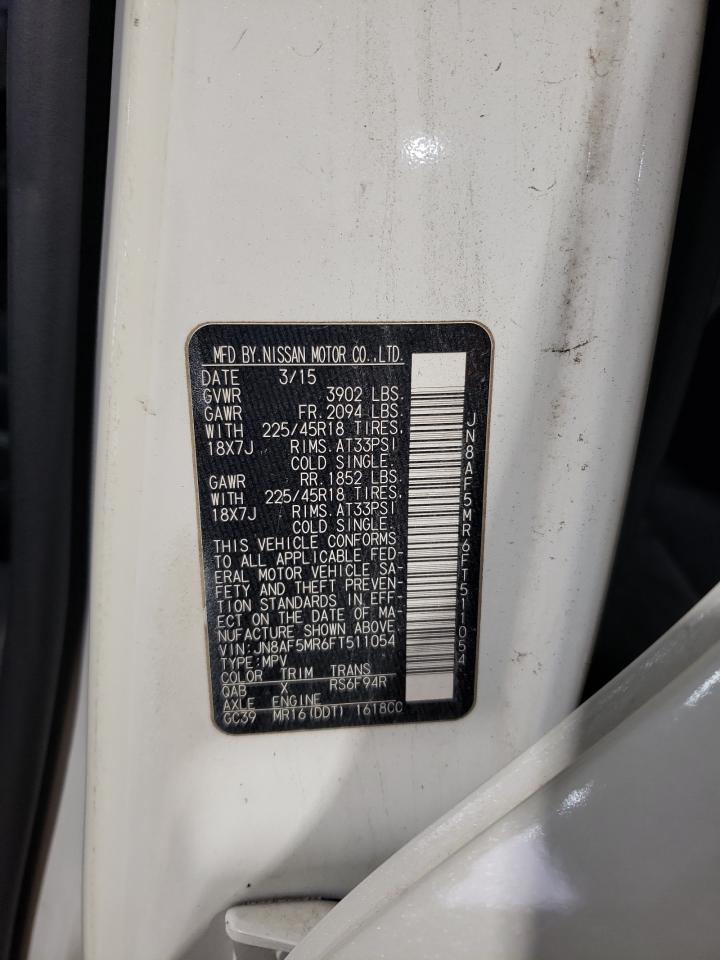 MFD BY.NISSAN MOTOR CO.,LTD.
DATE 3/15
GVWR 3902 LBS.
GAWR FR. 2094 LBS.
WITH 225/45R18 TIRES.
18X7J RIMS.AT33PSI
COLD SINGLE.
GAWR RR. 1852 LBS.
WITH 225/45R18 TIRES.
18X7J RIMS.AT33PSI
COLD SINGLE.
THIS VEHICLE CONFORMS
TO ALL APPLICABLE FED-
ERAL MOTOR VEHICLE SA-
FETY AND THEFT PREVEN-
TION STANDARDS IN EFF-
ECT ON THE DATE OF MA-
NUFACTURE SHOWN ABOVE.
VIN:JN8AF5MR6FT511054
TYPE:MPV
COLOR TRIM TRANS
QAB X RS6F94R
AXLE ENGINE
GC39 MR16(DDT) 1618CC
JN8AF5MR6FT511054